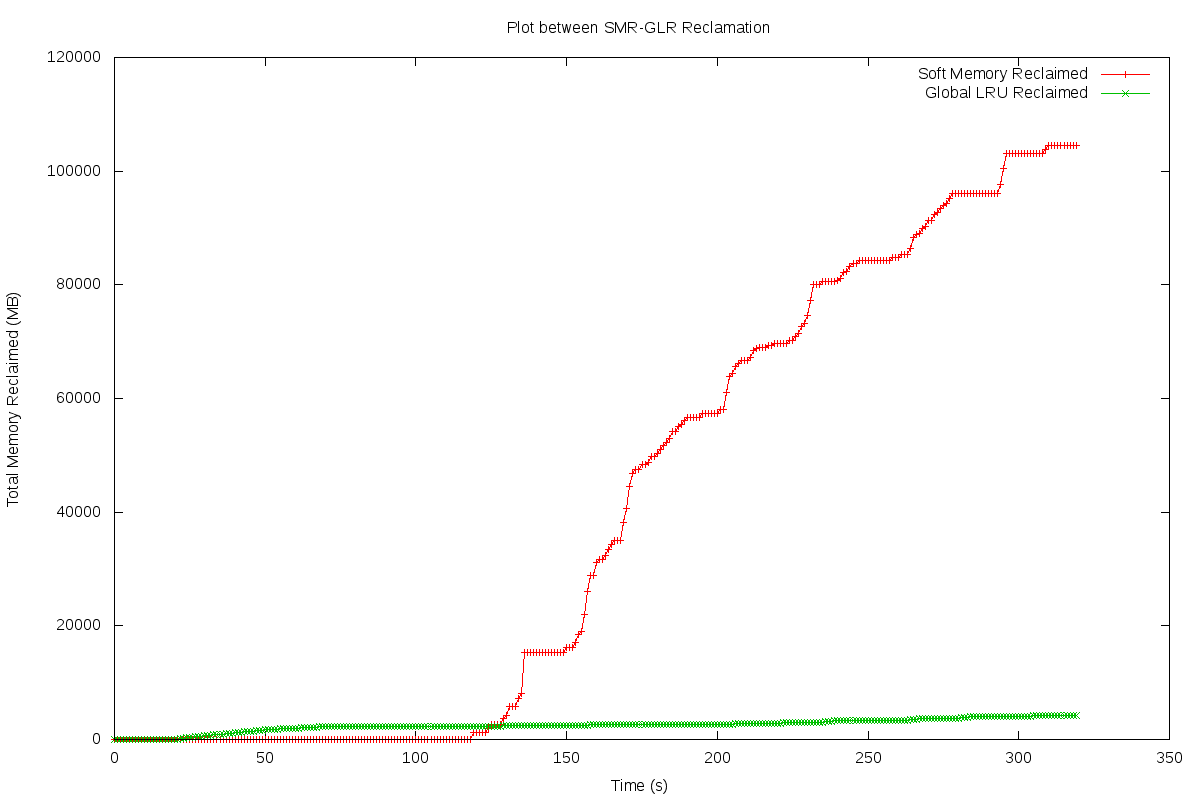 Plot between SMR-GLR Reclamation
Soft Memory Reclaimed
Global LRU Reclaimed
Total Memory Reclaimed (MB)
120000
100000
80000
60000
40000
20000
0
0 50 100 150 200 250 300 350
Time (s)